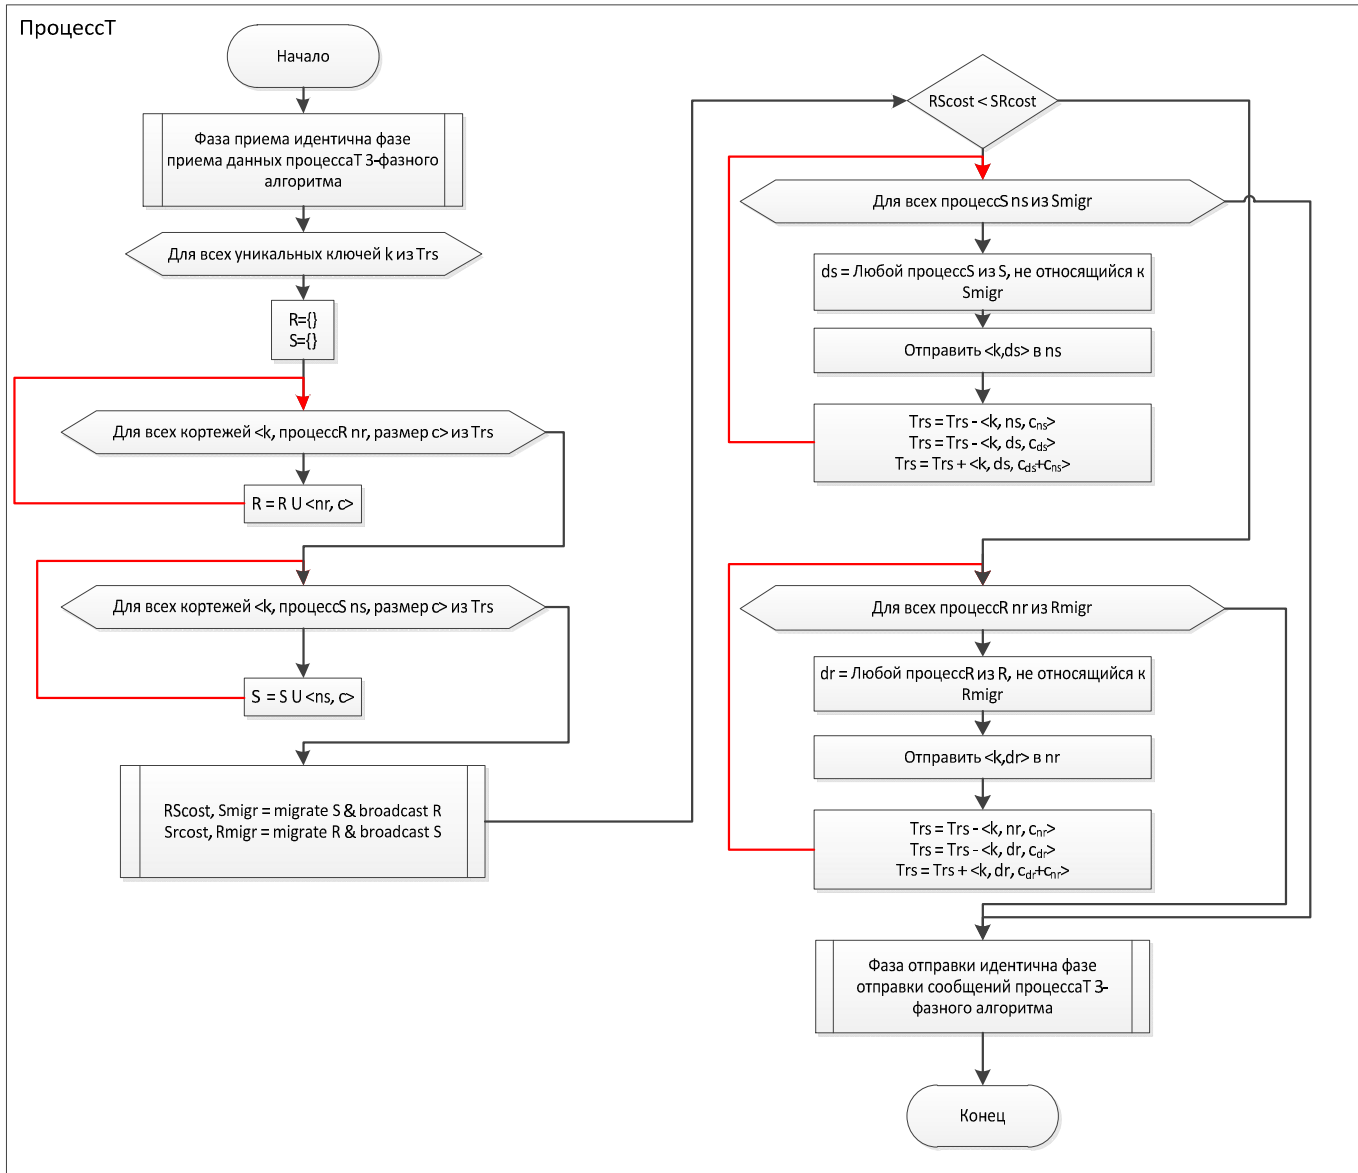 ПроцессТ
Начало
Фаза приема идентична фазе
приема данных процессаТ 3-фазного
алгоритма
Для всех уникальных ключей k из Trs
R={}
S={}
Для всех кортежей <k, процессR nr, размер c> из Trs
R = R U <nr, c>
Для всех кортежей <k, процессS ns, размер c> из Trs
S = S U <ns, c>
RScost, Smigr = migrate S & broadcast R
Srcost, Rmigr = migrate R & broadcast S
RScost < SRcost
Для всех процессS ns из Smigr
ds = Любой процессS из S, не относящийся к
Smigr
Отправить <k,ds> в ns
Trs = Trs - <k, ns, cns>
Trs = Trs - <k, ds, cds>
Trs = Trs + <k, ds, cds+cns>
Для всех процессR nr из Rmigr
dr = Любой процессR из R, не относящийся к
Rmigr
Отправить <k,dr> в nr
Trs = Trs - <k, nr, cnr>
Trs = Trs - <k, dr, cdr>
Trs = Trs + <k, dr, cdr+cnr>
Фаза отправки идентична фазе
отправки сообщений процессаТ 3-
фазного алгоритма
Конец